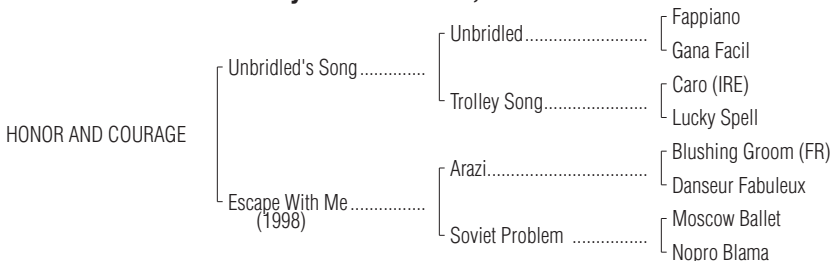 Fappiano
Unbridled..............................
Gana Facil
Unbridled's Song..............
Caro (IRE)
Trolley Song.........................
Lucky Spell
HONOR AND COURAGE
Blushing Groom (FR)
Arazi.......................................
Danseur Fabuleux
Escape With Me................
(1998)
Moscow Ballet
Soviet Problem ..................
Nopro Blama